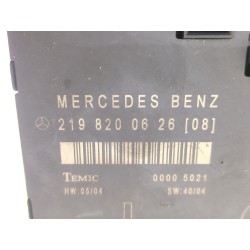 MERCEDES BENZ
219 820 06 26 [08]
TEMIC 0000 5021
HW 05/04 SW 40/04